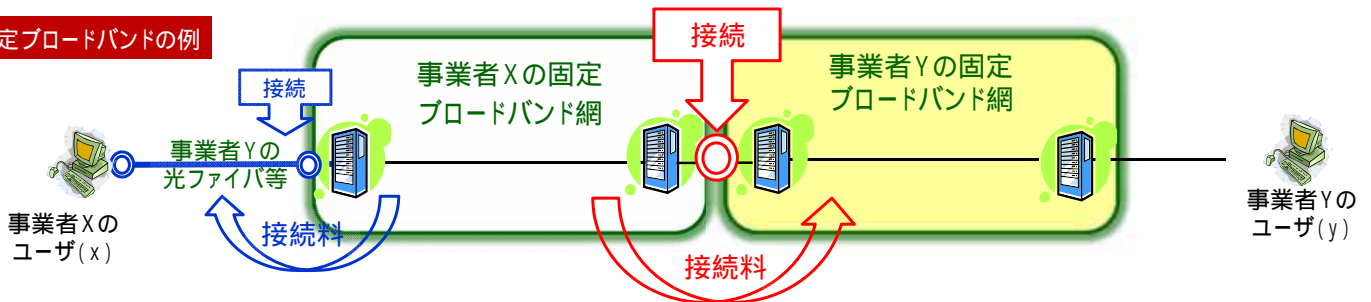 定ブロードバンドの例
接続
接続
事業者Xの固定
ブロードバンド網
事業者Yの固定
ブロードバンド網
事業者Yの
光ファイバ等
事業者Xの
ユーザ(x)
事業者Yの
ユーザ(y)
接続料
接続料